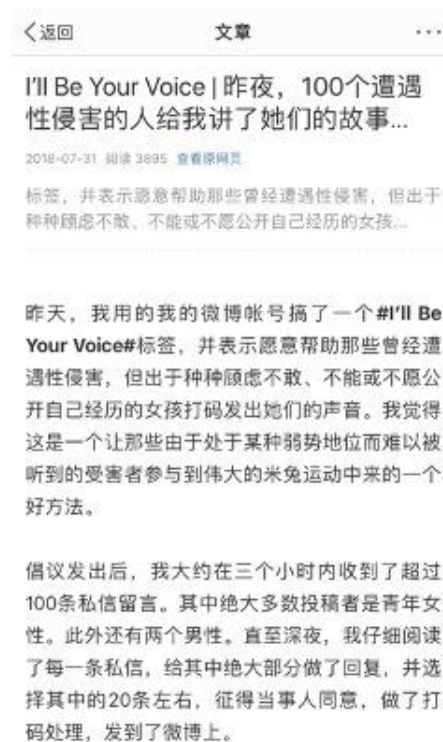 返回 文章 ...
I'll Be Your Voice | 昨夜，100个遭遇
性侵害的人给我讲了她们的故事...
2018-07-31 阅读 3895 查看原网页
标签，并表示愿意帮助那些曾经遭遇性侵害，但出于
种种顾虑不敢、不能或不愿公开自己经历的女孩...
昨天，我用的我的微博帐号搞了一个#I'll Be
Your Voice#标签，并表示愿意帮助那些曾经遭
遇性侵害，但出于种种顾虑不敢、不能或不愿公
开自己经历的女孩打码发出她们的声音。我觉得
这是一个让那些由于处于某种弱势地位而难以被
听到的受害者参与到伟大的米兔运动中来的一个
好方法。
倡议发出后，我大约在三个小时内收到了超过
100条私信留言。其中绝大多数投稿者是青年女
性。此外还有两个男性。直至深夜，我仔细阅读
了每一条私信，给其中绝大部分做了回复，并选
择其中的20条左右，征得当事人同意，做了打
码处理，发到了微博上。